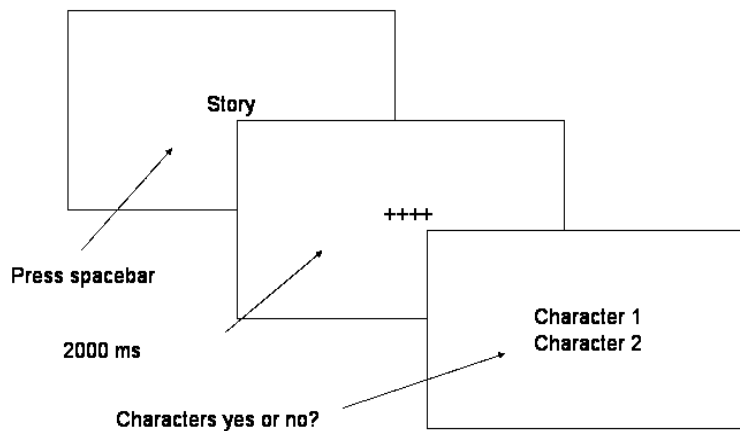 Story
++++
Press spacebar
Character 1
Character 2
2000 ms
Characters yes or no?